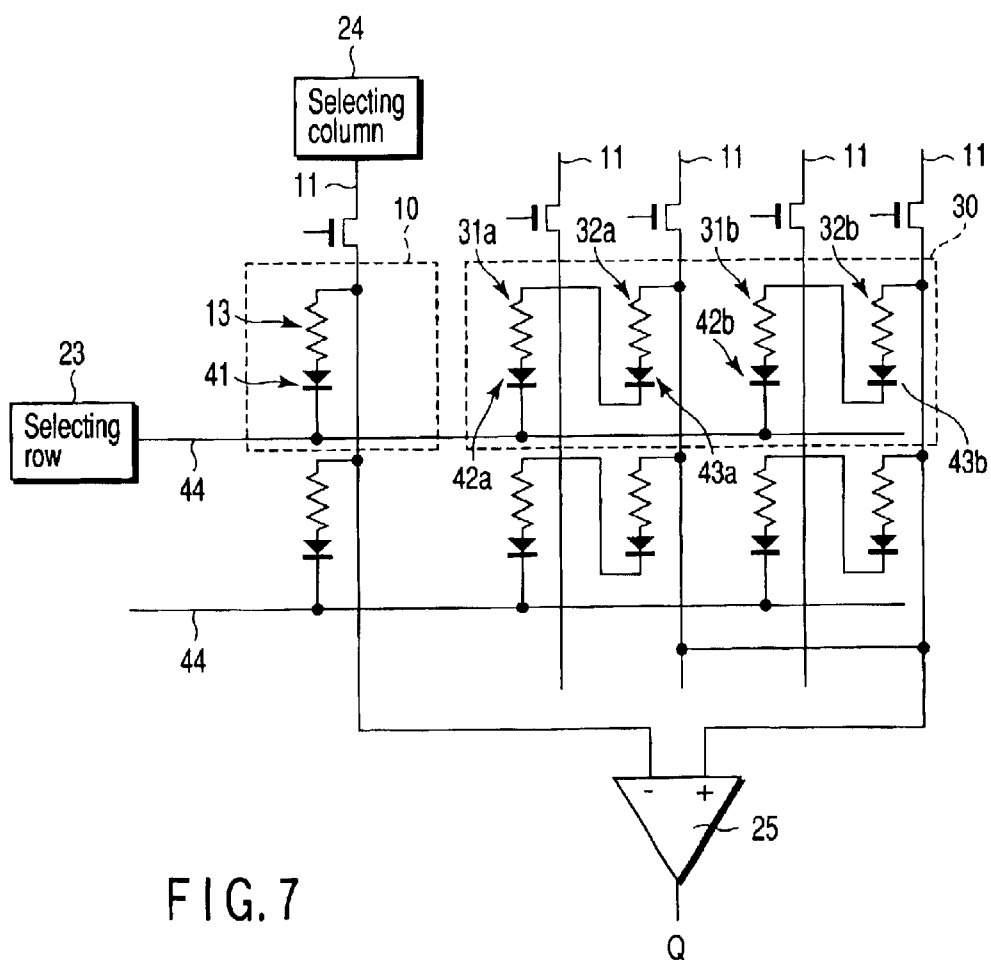 24
Selecting
column
11
11
11
11
11
10
31a
32a
31b
32b
30
13
42b
41
23
Selecting
row
44
42a
43a
43b
44
- +
25
FIG. 7
Q